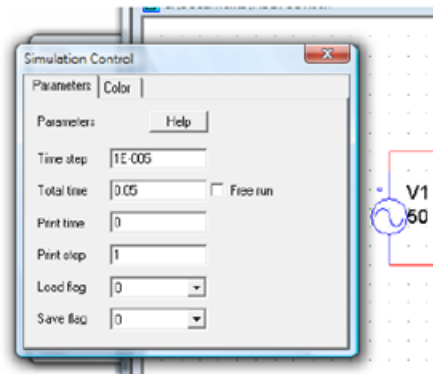 Simulation Control
Parameters Color
Parameters Help
Time step 1E-005
Total time 0.05 Free run
Print time 0
Print step 1
Load flag 0
Save flag 0
V1
50